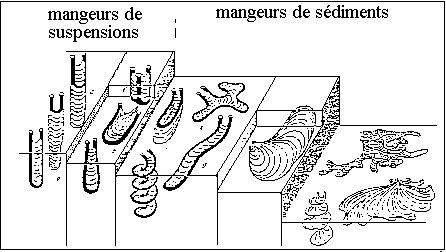 mangeurs de
suspensions
mangeurs de sédiments